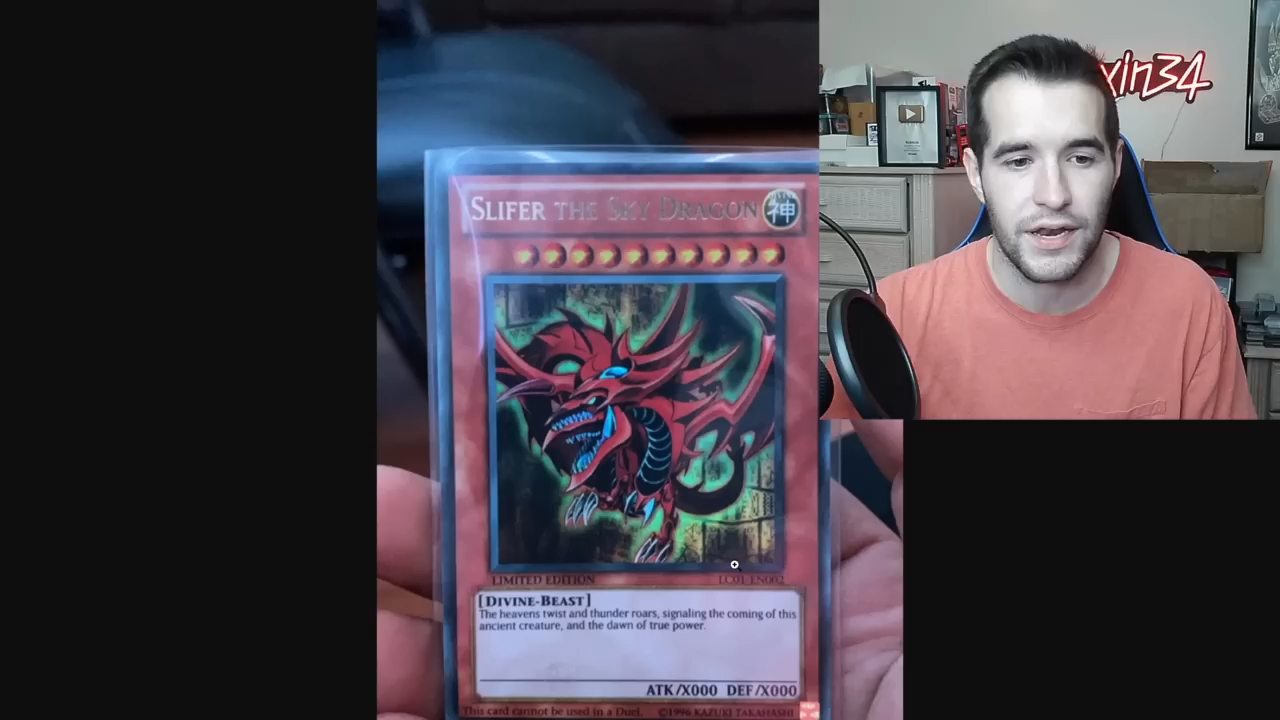 SLIFER THE SKY DRAGON 神
xin34
LIMITED EDITION LC01-EN002
[DIVINE-BEAST]
The heavens twist and thunder roars, signaling the coming of this
ancient creature, and the dawn of true power.
ATK/X000 DEF/X000
This card cannot be used in a Duel. ©1996 KAZUKI TAKAHASHI